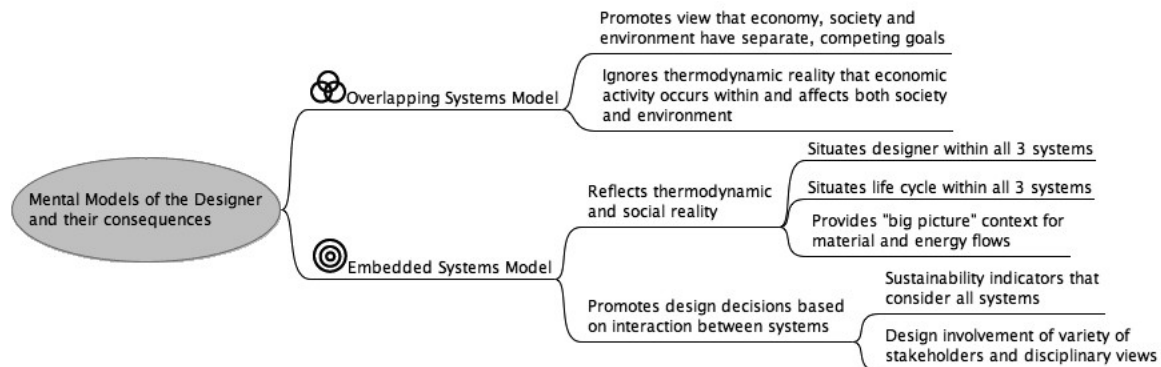 Mental Models of the Designer
and their consequences
Overlapping Systems Model
Promotes view that economy, society and
environment have separate, competing goals
Ignores thermodynamic reality that economic
activity occurs within and affects both society
and environment
Embedded Systems Model
Reflects thermodynamic
and social reality
Situates designer within all 3 systems
Situates life cycle within all 3 systems
Provides "big picture" context for
material and energy flows
Promotes design decisions based
on interaction between systems
Sustainability indicators that
consider all systems
Design involvement of variety of
stakeholders and disciplinary views